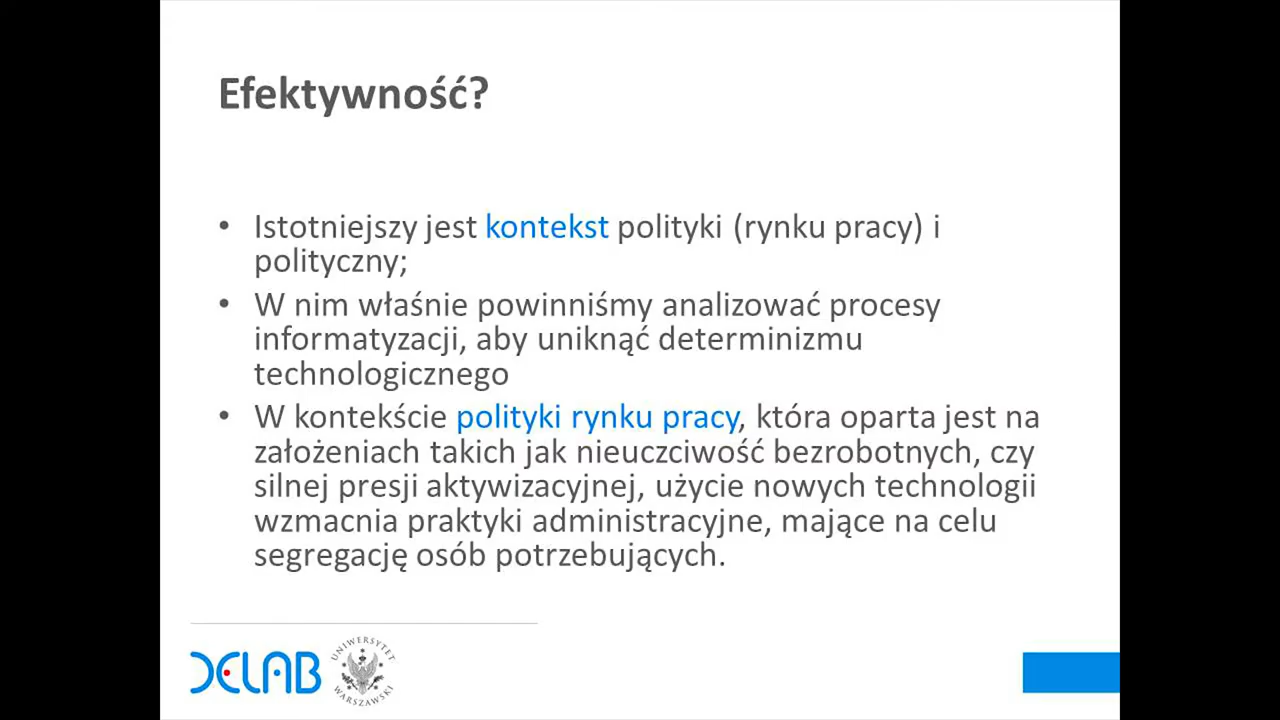 Efektywność?
• Istotniejszy jest kontekst polityki (rynku pracy) i
polityczny;
• W nim właśnie powinniśmy analizować procesy
informatyzacji, aby uniknąć determinizmu
technologicznego
• W kontekście polityki rynku pracy, która oparta jest na
założeniach takich jak nieuczciwość bezrobotnych, czy
silnej presji aktywizacyjnej, użycie nowych technologii
wzmacnia praktyki administracyjne, mające na celu
segregację osób potrzebujących.
DELAB
UNIWERSYTET
WARSZAWSKI